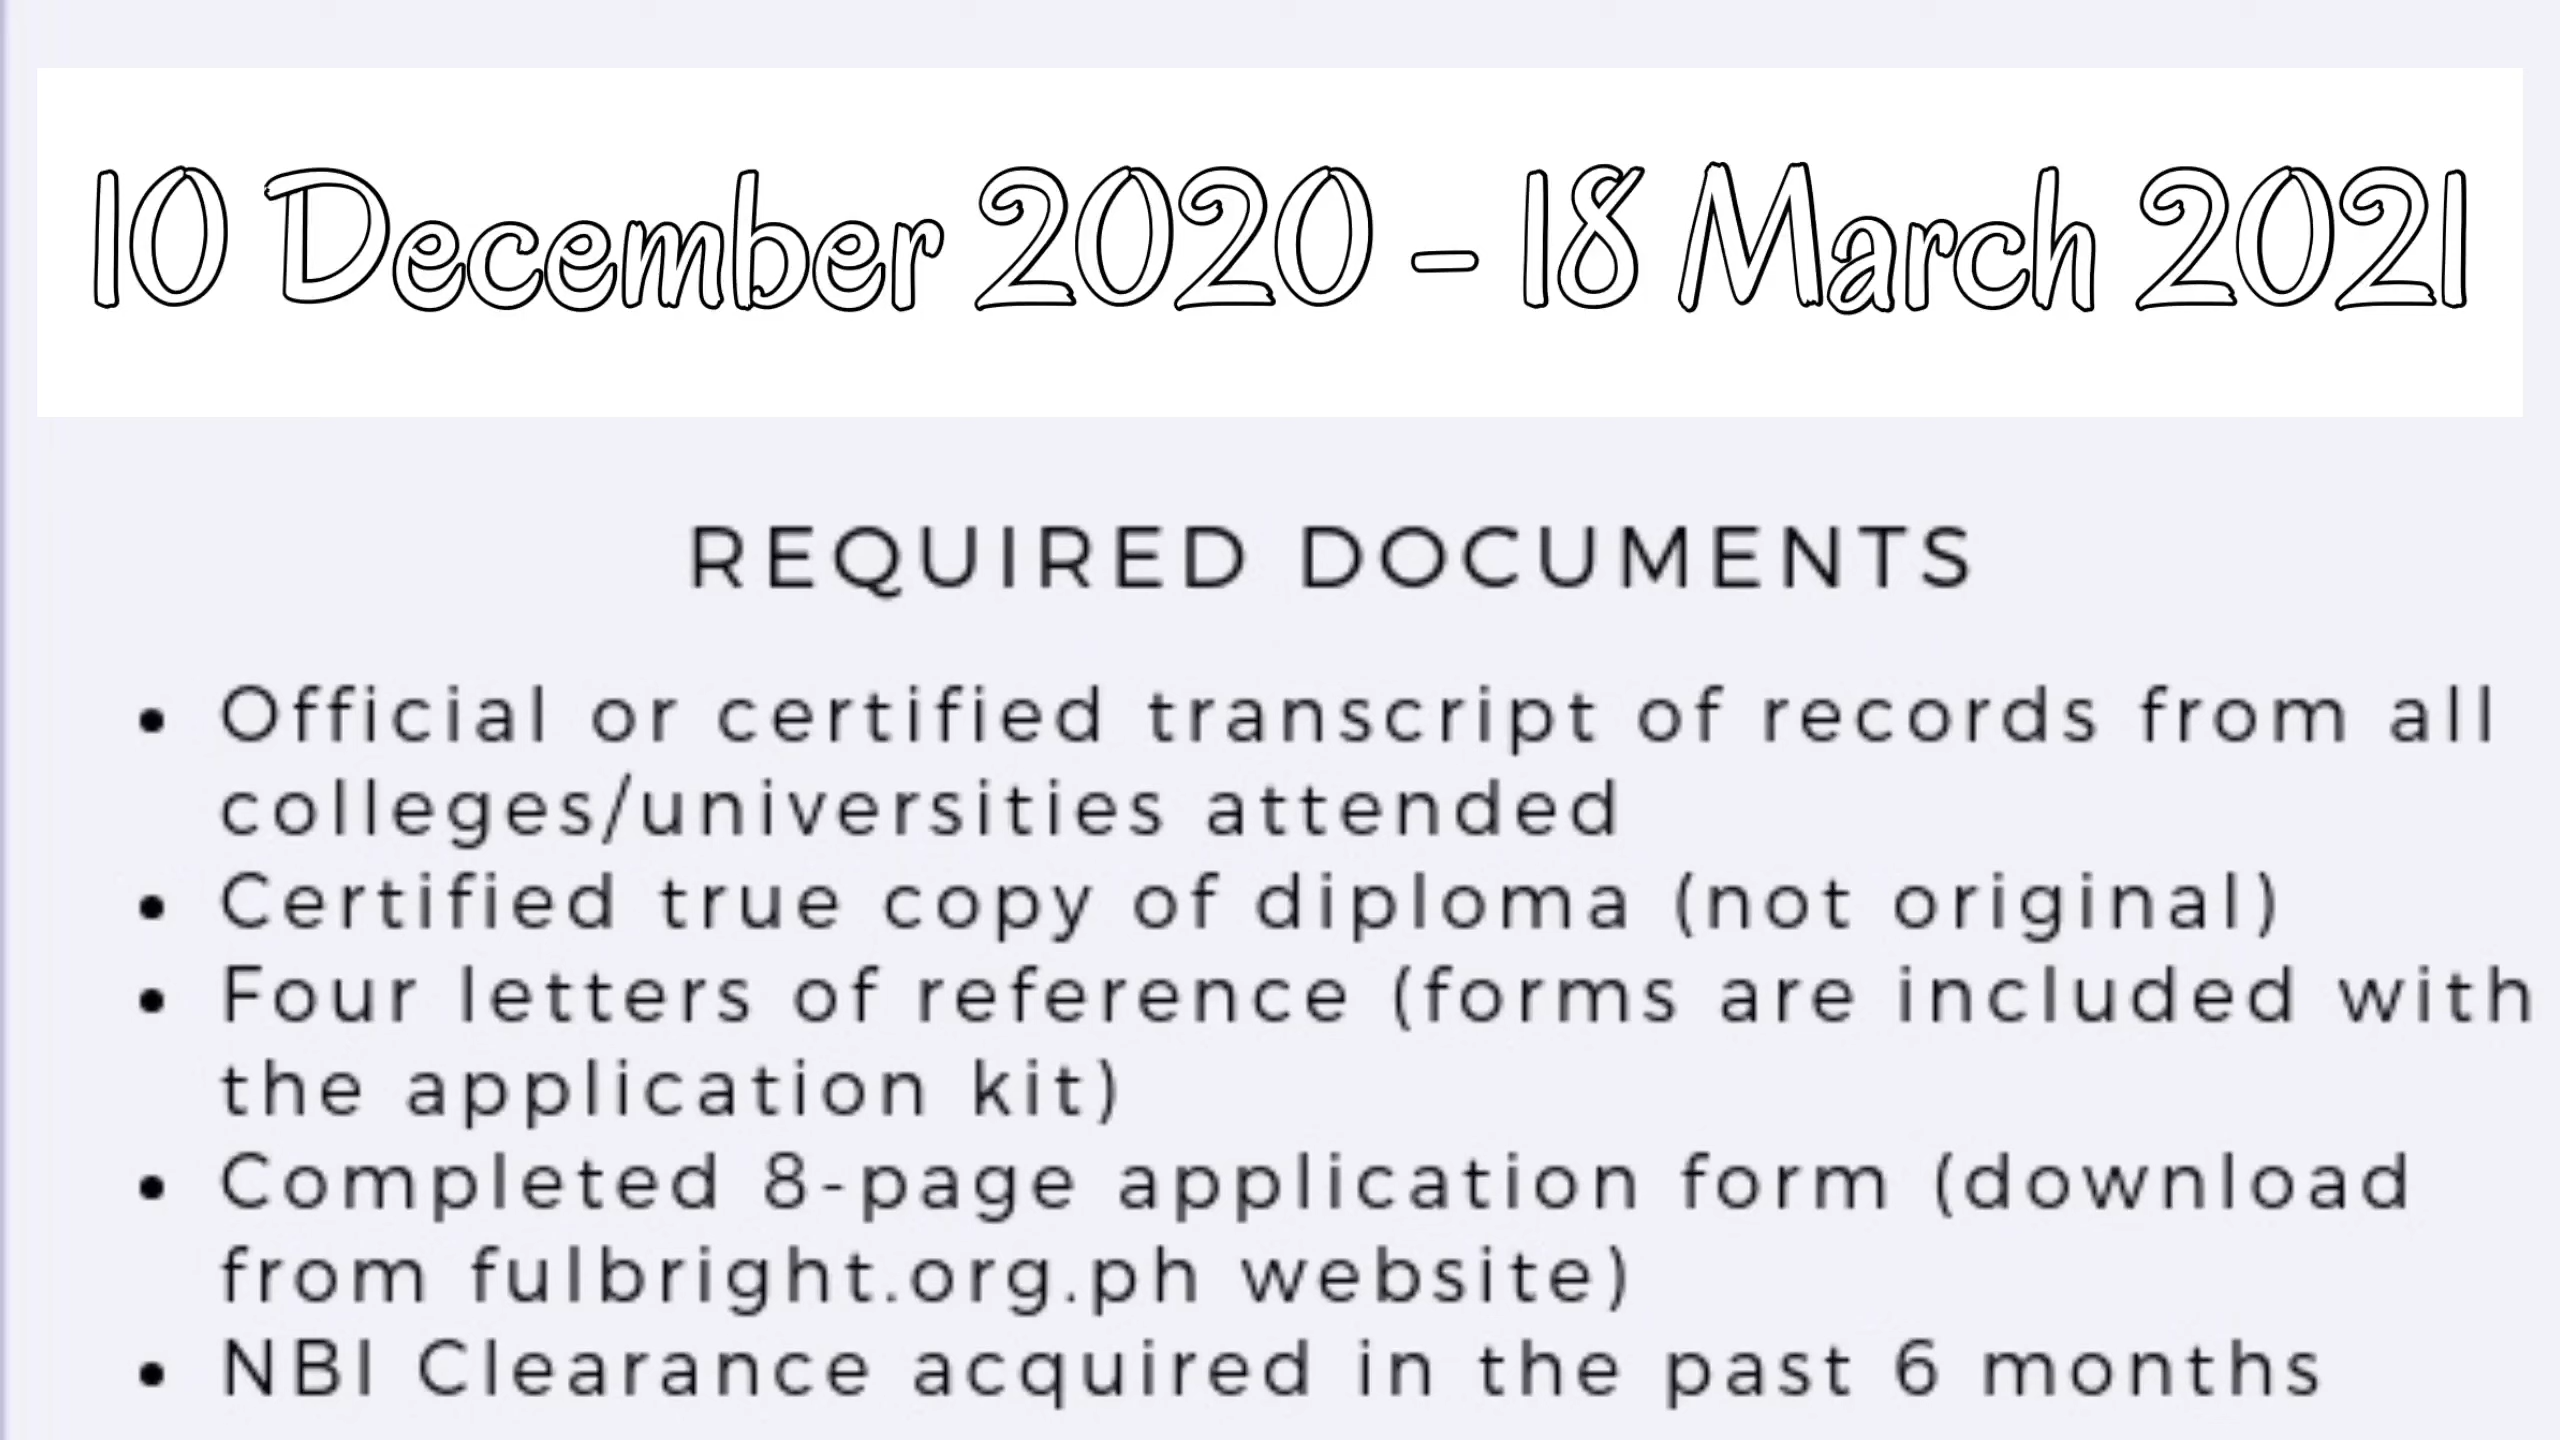 10 December 2020 - 18 March 2021
REQUIRED DOCUMENTS
• Official or certified transcript of records from all
colleges/universities attended
• Certified true copy of diploma (not original)
• Four letters of reference (forms are included with
the application kit)
• Completed 8-page application form (download
from fulbright.org.ph website)
• NBI Clearance acquired in the past 6 months